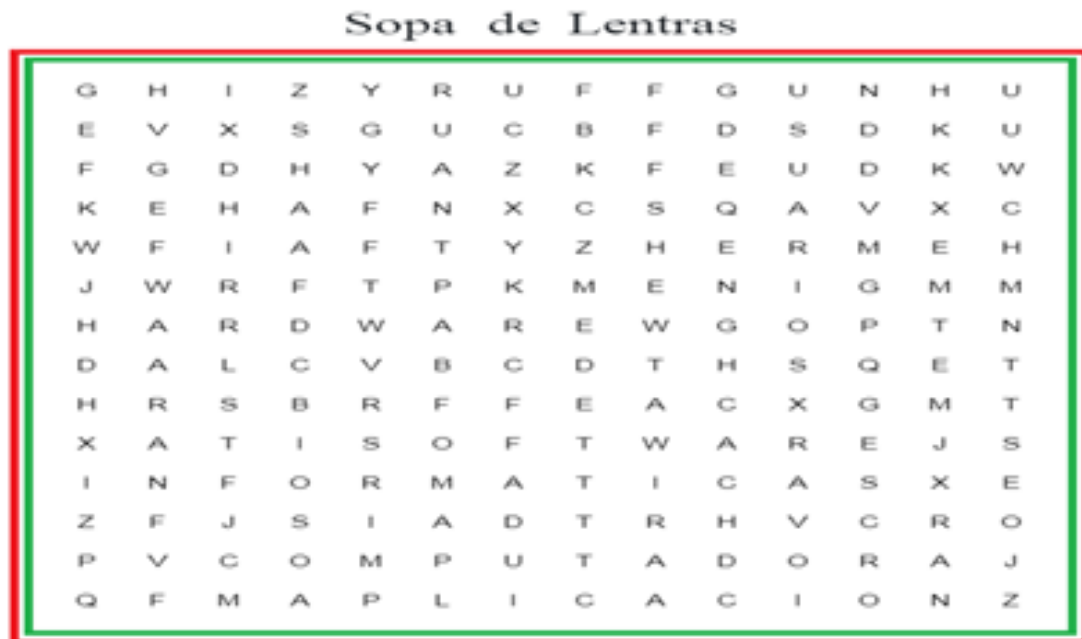 Sopa de Lentras
G H I Z Y R U F F G U N H U
E V X S G U C B F D S D K U
F G D H Y A Z K F E U D K W
K E H A F N X C S Q A V X C
W F I A F T Y Z H E R M E H
J W R F T P K M E N I G M M
H A R D W A R E W G O P T N
D A L C V B C D T H S Q E T
H R S B R F F E A C X G M T
X A T I S O F T W A R E J S
I N F O R M A T I C A S X E
Z F J S I A D T R H V C R O
P V C O M P U T A D O R A J
Q F M A P L I C A C I O N Z